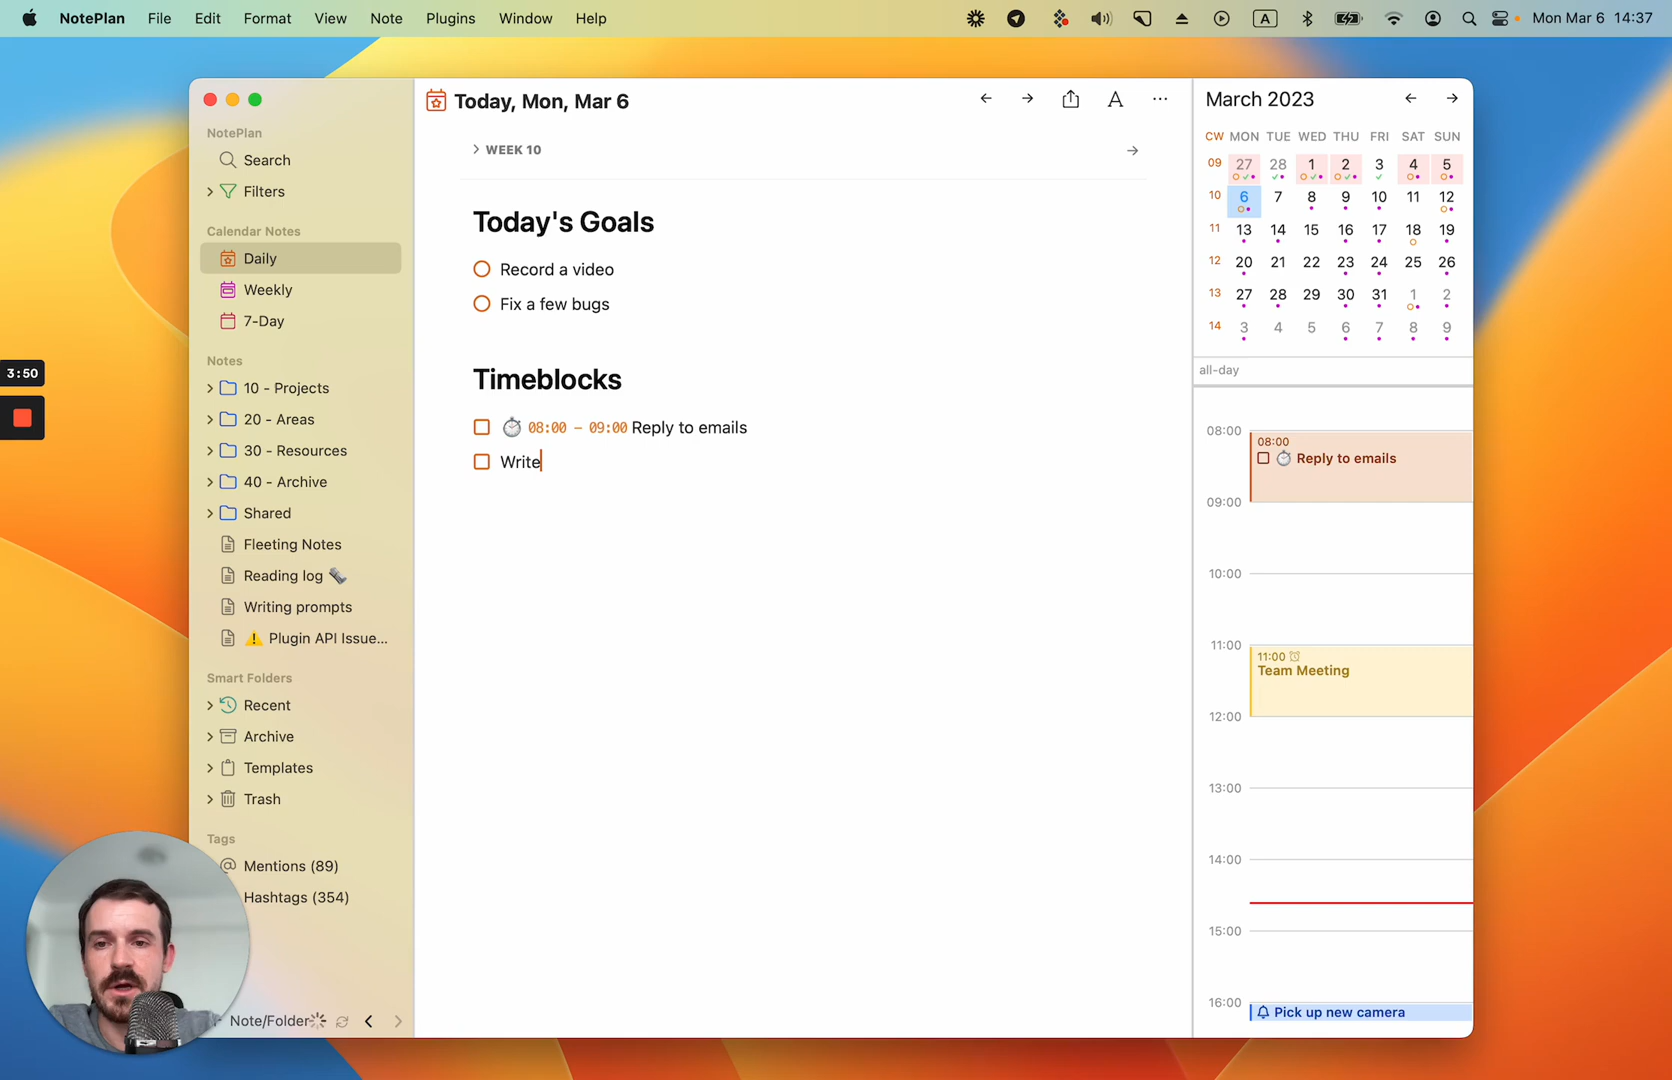 NotePlan File Edit Format View Note Plugins Window Help A Mon Mar 6 14:37
NotePlan
Search
Filters
Calendar Notes
Daily
Weekly
7-Day
Notes
10 - Projects
20 - Areas
30 - Resources
40 - Archive
Shared
Fleeting Notes
Reading log
Writing prompts
Plugin API Issue...
Smart Folders
Recent
Archive
Templates
Trash
Tags
@ Mentions (89)
Hashtags (354)
Note/Folder
3:50
Today, Mon, Mar 6
WEEK 10
Today's Goals
Record a video
Fix a few bugs
Timeblocks
08:00 – 09:00 Reply to emails
Write
March 2023
CW MON TUE WED THU FRI SAT SUN
09 27 28 1 2 3 4 5
10 6 7 8 9 10 11 12
11 13 14 15 16 17 18 19
12 20 21 22 23 24 25 26
13 27 28 29 30 31 1 2
14 3 4 5 6 7 8 9
all-day
08:00
08:00
Reply to emails
09:00
10:00
11:00
11:00
Team Meeting
12:00
13:00
14:00
15:00
16:00
Pick up new camera